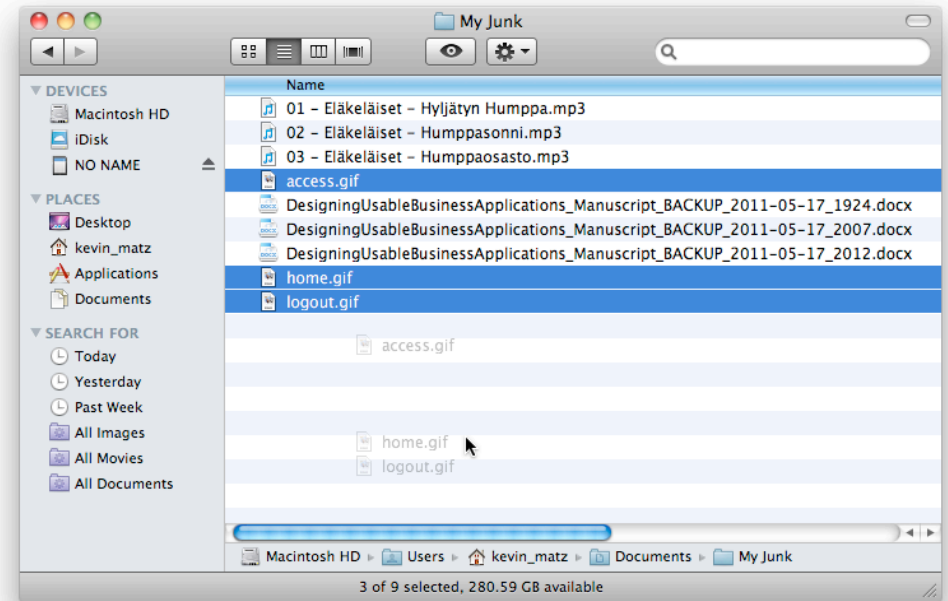 My Junk
DEVICES
Macintosh HD
iDisk
NO NAME
PLACES
Desktop
kevin_matz
Applications
Documents
SEARCH FOR
Today
Yesterday
Past Week
All Images
All Movies
All Documents
Name
01 – Eläkeläiset – Hyljätyn Humppa.mp3
02 – Eläkeläiset – Humppasonni.mp3
03 – Eläkeläiset – Humppaosasto.mp3
access.gif
DesigningUsableBusinessApplications_Manuscript_BACKUP_2011-05-17_1924.docx
DesigningUsableBusinessApplications_Manuscript_BACKUP_2011-05-17_2007.docx
DesigningUsableBusinessApplications_Manuscript_BACKUP_2011-05-17_2012.docx
home.gif
logout.gif
access.gif
home.gif
logout.gif
Macintosh HD Users kevin_matz Documents My Junk
3 of 9 selected, 280.59 GB available